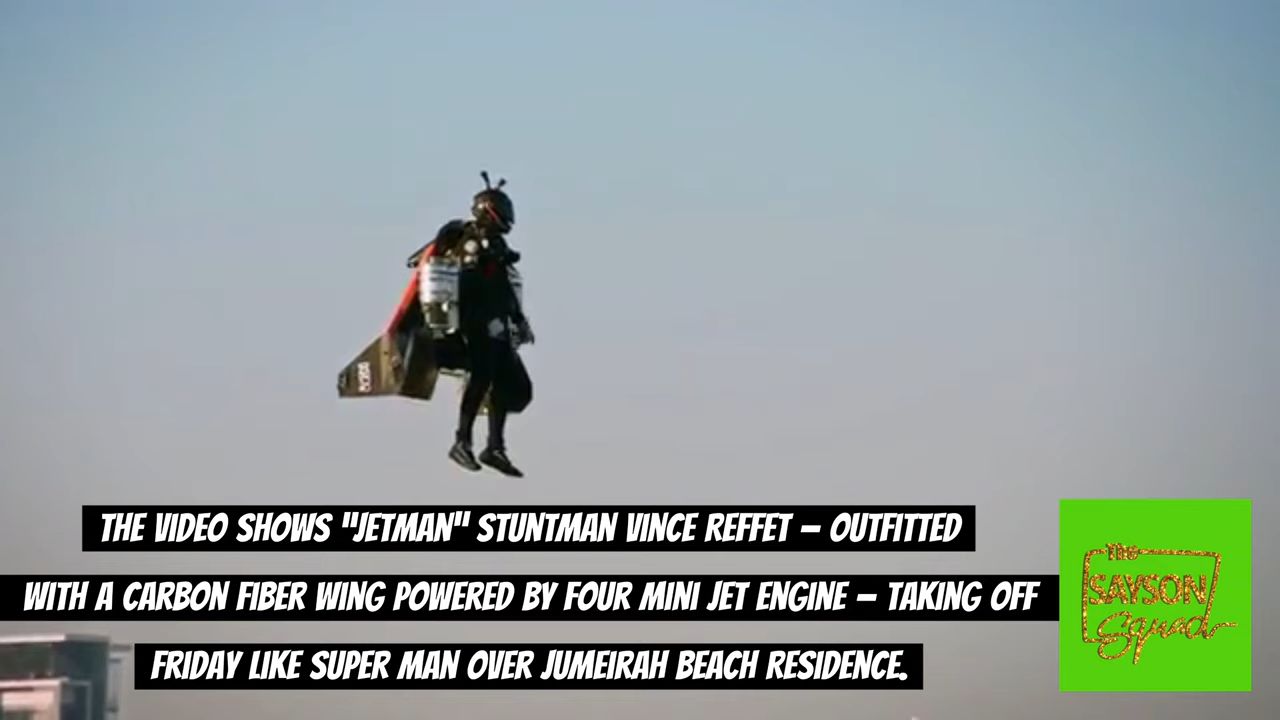 THE VIDEO SHOWS "JETMAN" STUNTMAN VINCE REFFET – OUTFITTED
WITH A CARBON FIBER WING POWERED BY FOUR MINI JET ENGINE – TAKING OFF
FRIDAY LIKE SUPER MAN OVER JUMEIRAH BEACH RESIDENCE.
The
SAYSON
Squad